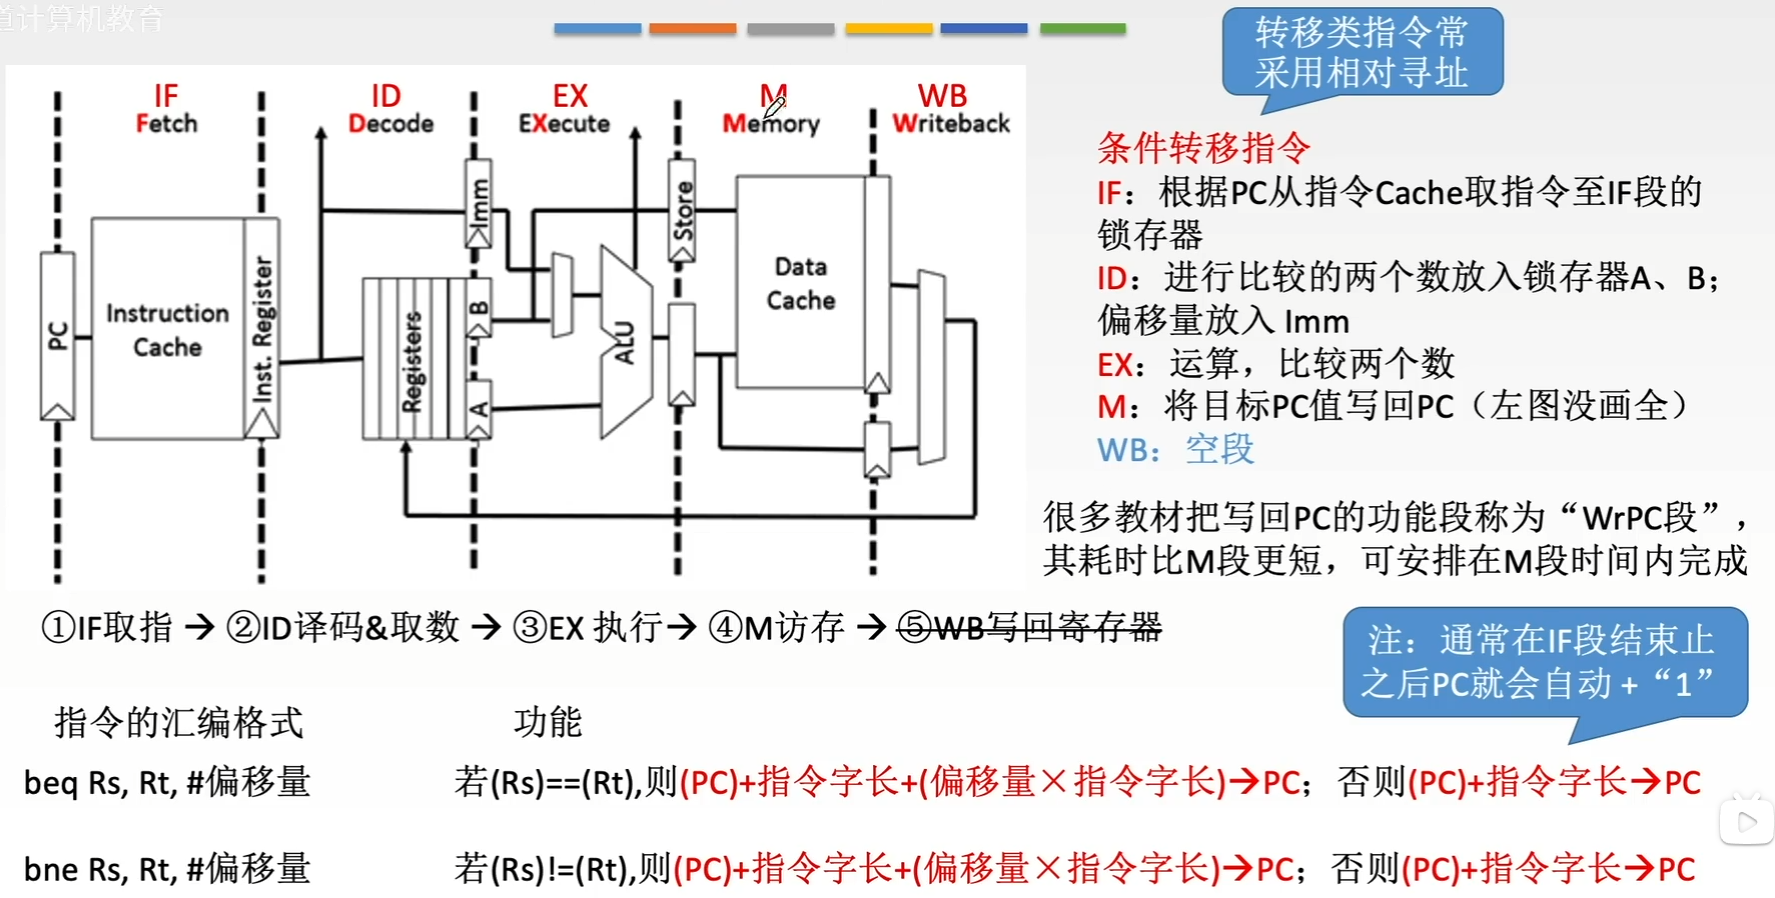 道计算机教育
转移类指令常
采用相对寻址
IF
Fetch
ID
Decode
EX
EXecute
M
Memory
WB
Writeback
PC
Instruction
Cache
Inst. Register
Registers
Imm
B
A
ALU
Store
Data
Cache
条件转移指令
IF：根据PC从指令Cache取指令至IF段的
锁存器
ID：进行比较的两个数放入锁存器A、B；
偏移量放入 Imm
EX：运算，比较两个数
M：将目标PC值写回PC（左图没画全）
WB：空段
很多教材把写回PC的功能段称为“WrPC段”，
其耗时比M段更短，可安排在M段时间内完成
①IF取指 → ②ID译码&取数 → ③EX 执行→ ④M访存 → ⑤WB写回寄存器
注：通常在IF段结束止
之后PC就会自动 + “1”
指令的汇编格式 功能
beq Rs, Rt, #偏移量 若(Rs)==(Rt),则(PC)+指令字长+(偏移量×指令字长)→PC；否则(PC)+指令字长→PC
bne Rs, Rt, #偏移量 若(Rs)!=(Rt),则(PC)+指令字长+(偏移量×指令字长)→PC；否则(PC)+指令字长→PC